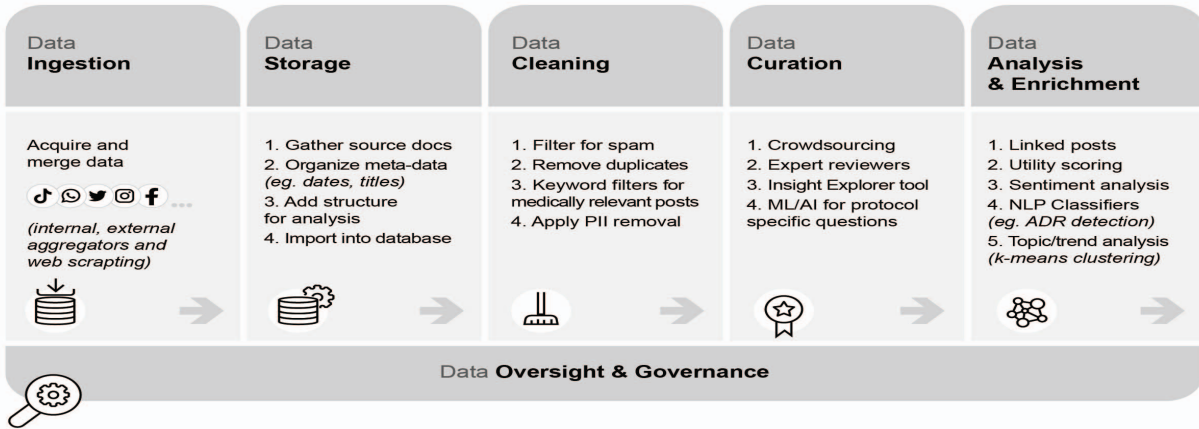 Data
Ingestion
Acquire and
merge data
...
(internal, external
aggregators and
web scrapting)
Data
Storage
1. Gather source docs
2. Organize meta-data
(eg. dates, titles)
3. Add structure
for analysis
4. Import into database
Data
Cleaning
1. Filter for spam
2. Remove duplicates
3. Keyword filters for
medically relevant posts
4. Apply PII removal
Data
Curation
1. Crowdsourcing
2. Expert reviewers
3. Insight Explorer tool
4. ML/AI for protocol
specific questions
Data
Analysis
& Enrichment
1. Linked posts
2. Utility scoring
3. Sentiment analysis
4. NLP Classifiers
(eg. ADR detection)
5. Topic/trend analysis
(k-means clustering)
Data Oversight & Governance